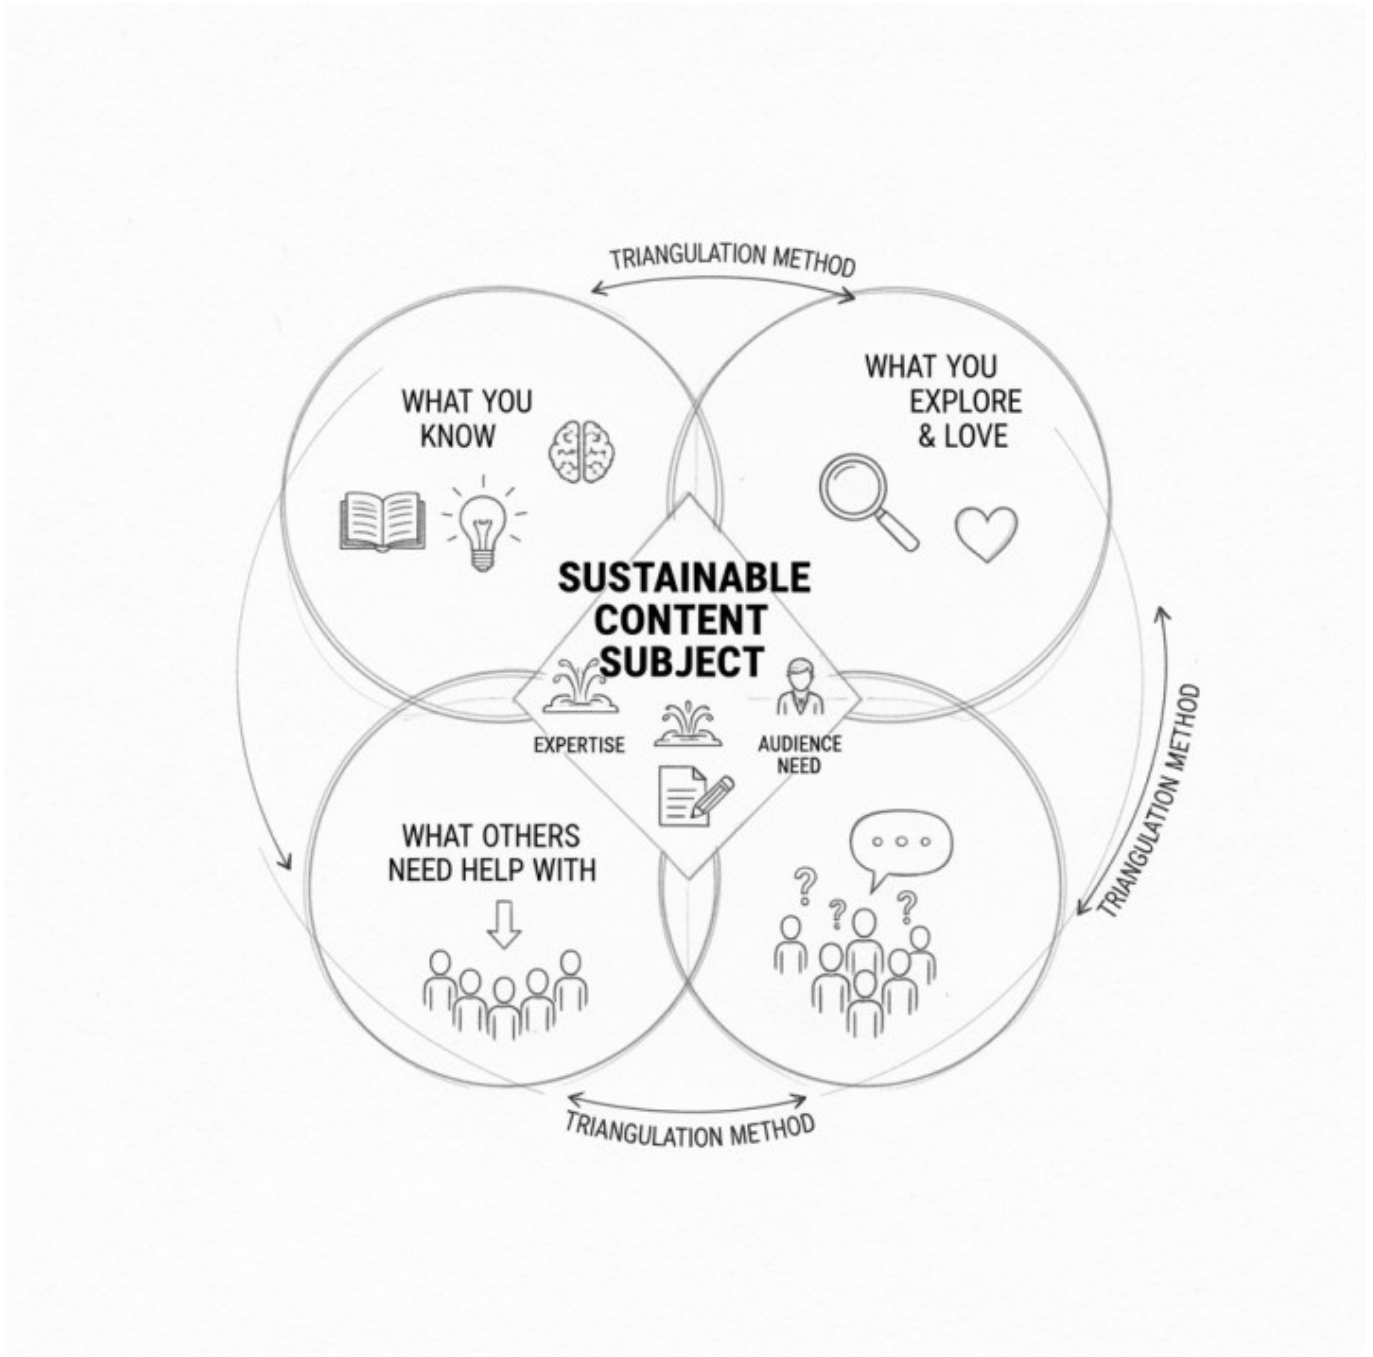 TRIANGULATION METHOD
WHAT YOU
KNOW
WHAT YOU
EXPLORE
& LOVE
SUSTAINABLE
CONTENT
SUBJECT
EXPERTISE
AUDIENCE
NEED
TRIANGULATION METHOD
WHAT OTHERS
NEED HELP WITH
? ? ?
TRIANGULATION METHOD